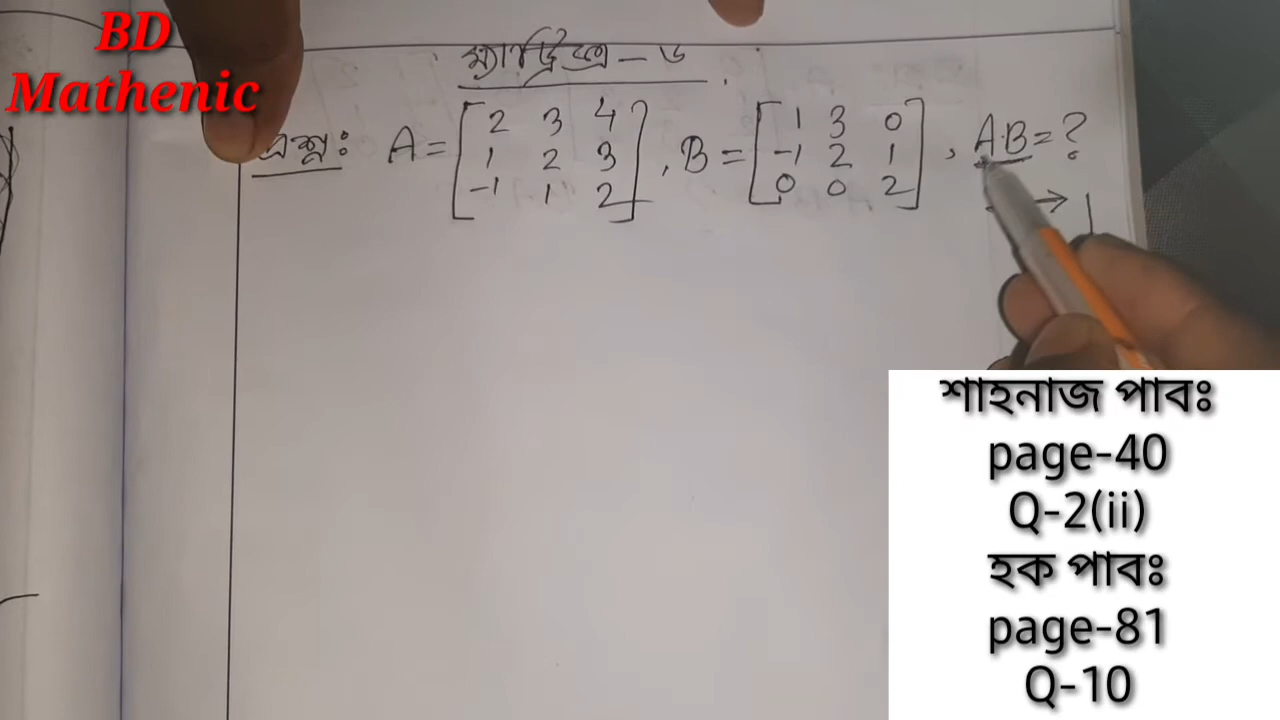 BD
Mathenic
ম্যাট্রিক্স – ৬
প্রশ্ন: A = [2 3 4 , B = [1 3 0 , AB = ?
1 2 3 -1 2 1
-1 1 2] 0 0 2]
শাহনাজ পাবঃ
page-40
Q-2(ii)
হক পাবঃ
page-81
Q-10